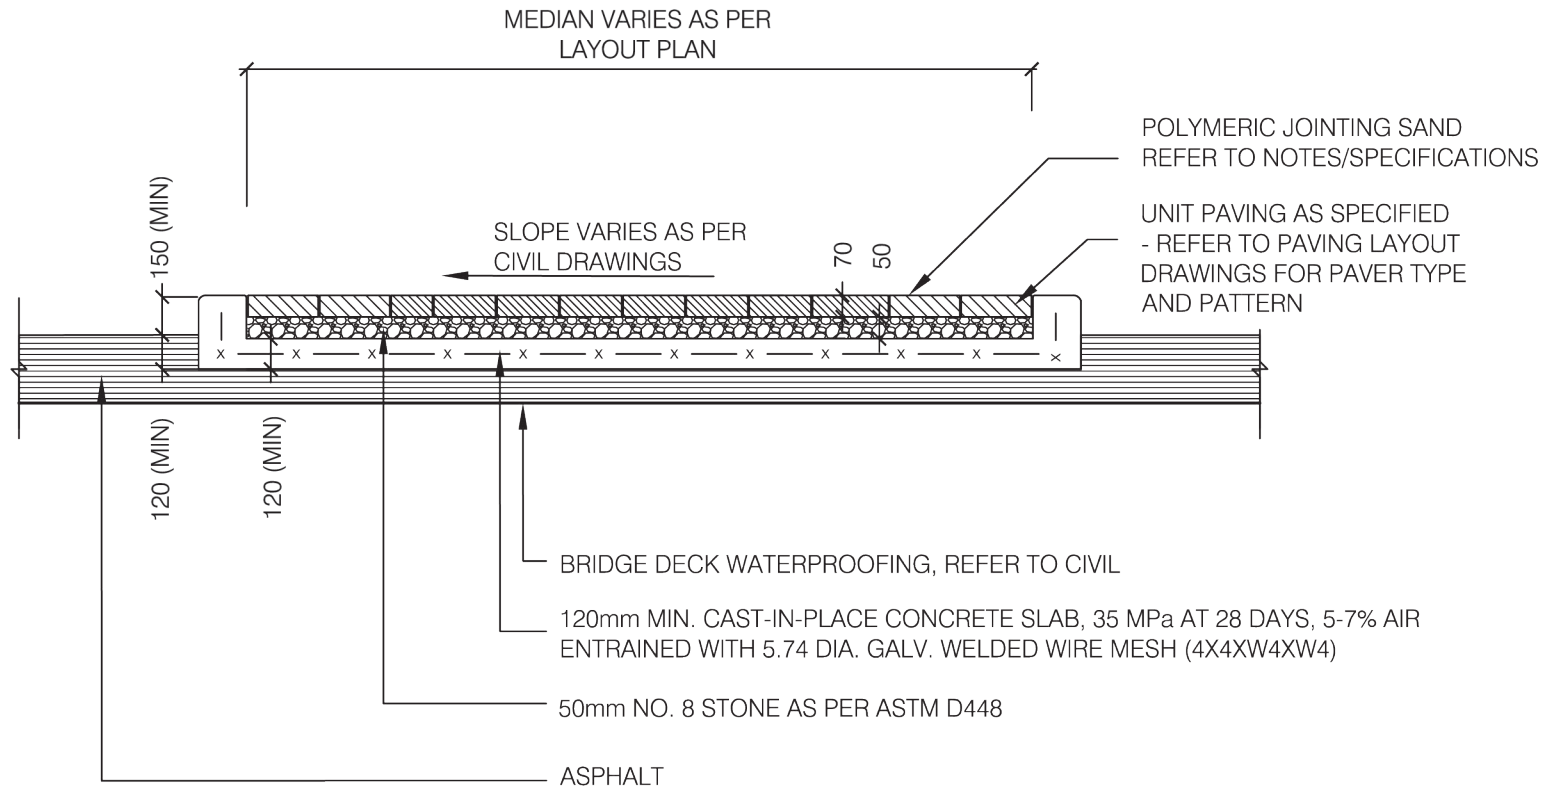 MEDIAN VARIES AS PER
LAYOUT PLAN
POLYMERIC JOINTING SAND
REFER TO NOTES/SPECIFICATIONS
150 (MIN)
UNIT PAVING AS SPECIFIED
- REFER TO PAVING LAYOUT
DRAWINGS FOR PAVER TYPE
AND PATTERN
SLOPE VARIES AS PER
CIVIL DRAWINGS
70
50
x x x x x x x x x x x x
120 (MIN)
120 (MIN)
BRIDGE DECK WATERPROOFING, REFER TO CIVIL
120mm MIN. CAST-IN-PLACE CONCRETE SLAB, 35 MPa AT 28 DAYS, 5-7% AIR
ENTRAINED WITH 5.74 DIA. GALV. WELDED WIRE MESH (4X4XW4XW4)
50mm NO. 8 STONE AS PER ASTM D448
ASPHALT